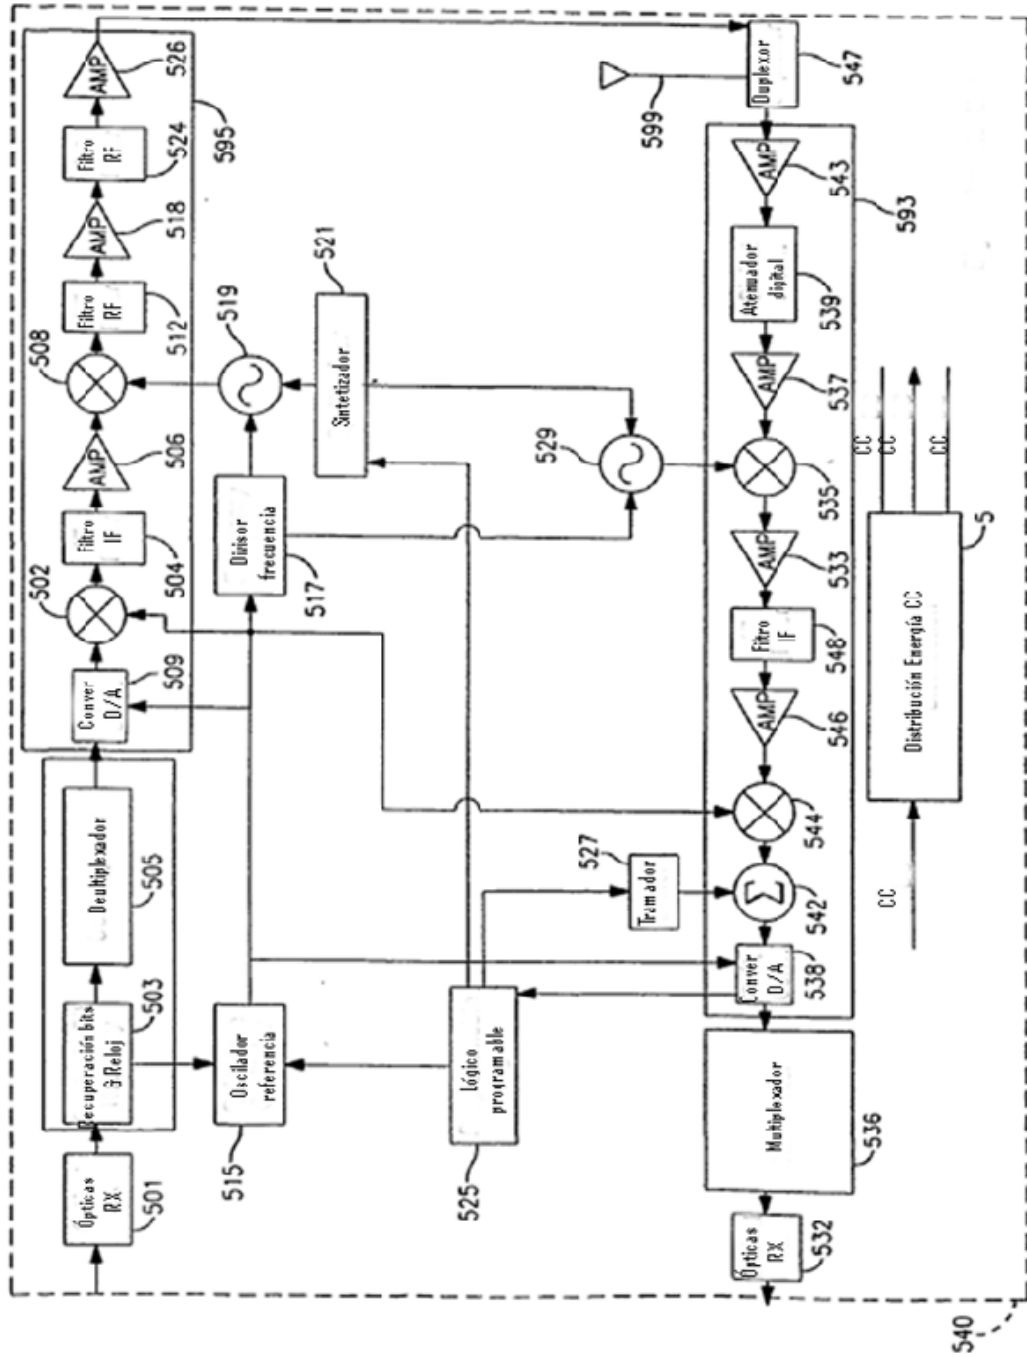 Ópticas
RX
501
Recuperación bits
y Reloj
503
Deultiplexador
505
Conver
D/A
509
502
Filtro
IF
504
AMP
506
508
Filtro
RF
512
AMP
518
Filtro
RF
524
AMP
526
595
Oscilador
referencia
515
Divisor
frecuencia
517
519
Sintetizador
521
Lógico
programable
525
Tramador
527
529
599
Duplexor
547
Ópticas
RX
532
Multiplexador
536
Conver
D/A
538
Σ
542
544
AMP
546
Filtro
IF
548
AMP
533
535
AMP
537
Atenuador
digital
539
AMP
543
593
CC
Distribución Energía CC
5
CC
CC
CC
540